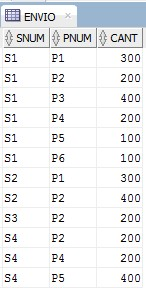 ENVIO
SNUM PNUM CANT
S1 P1 300
S1 P2 200
S1 P3 400
S1 P4 200
S1 P5 100
S1 P6 100
S2 P1 300
S2 P2 400
S3 P2 200
S4 P2 200
S4 P4 200
S4 P5 400